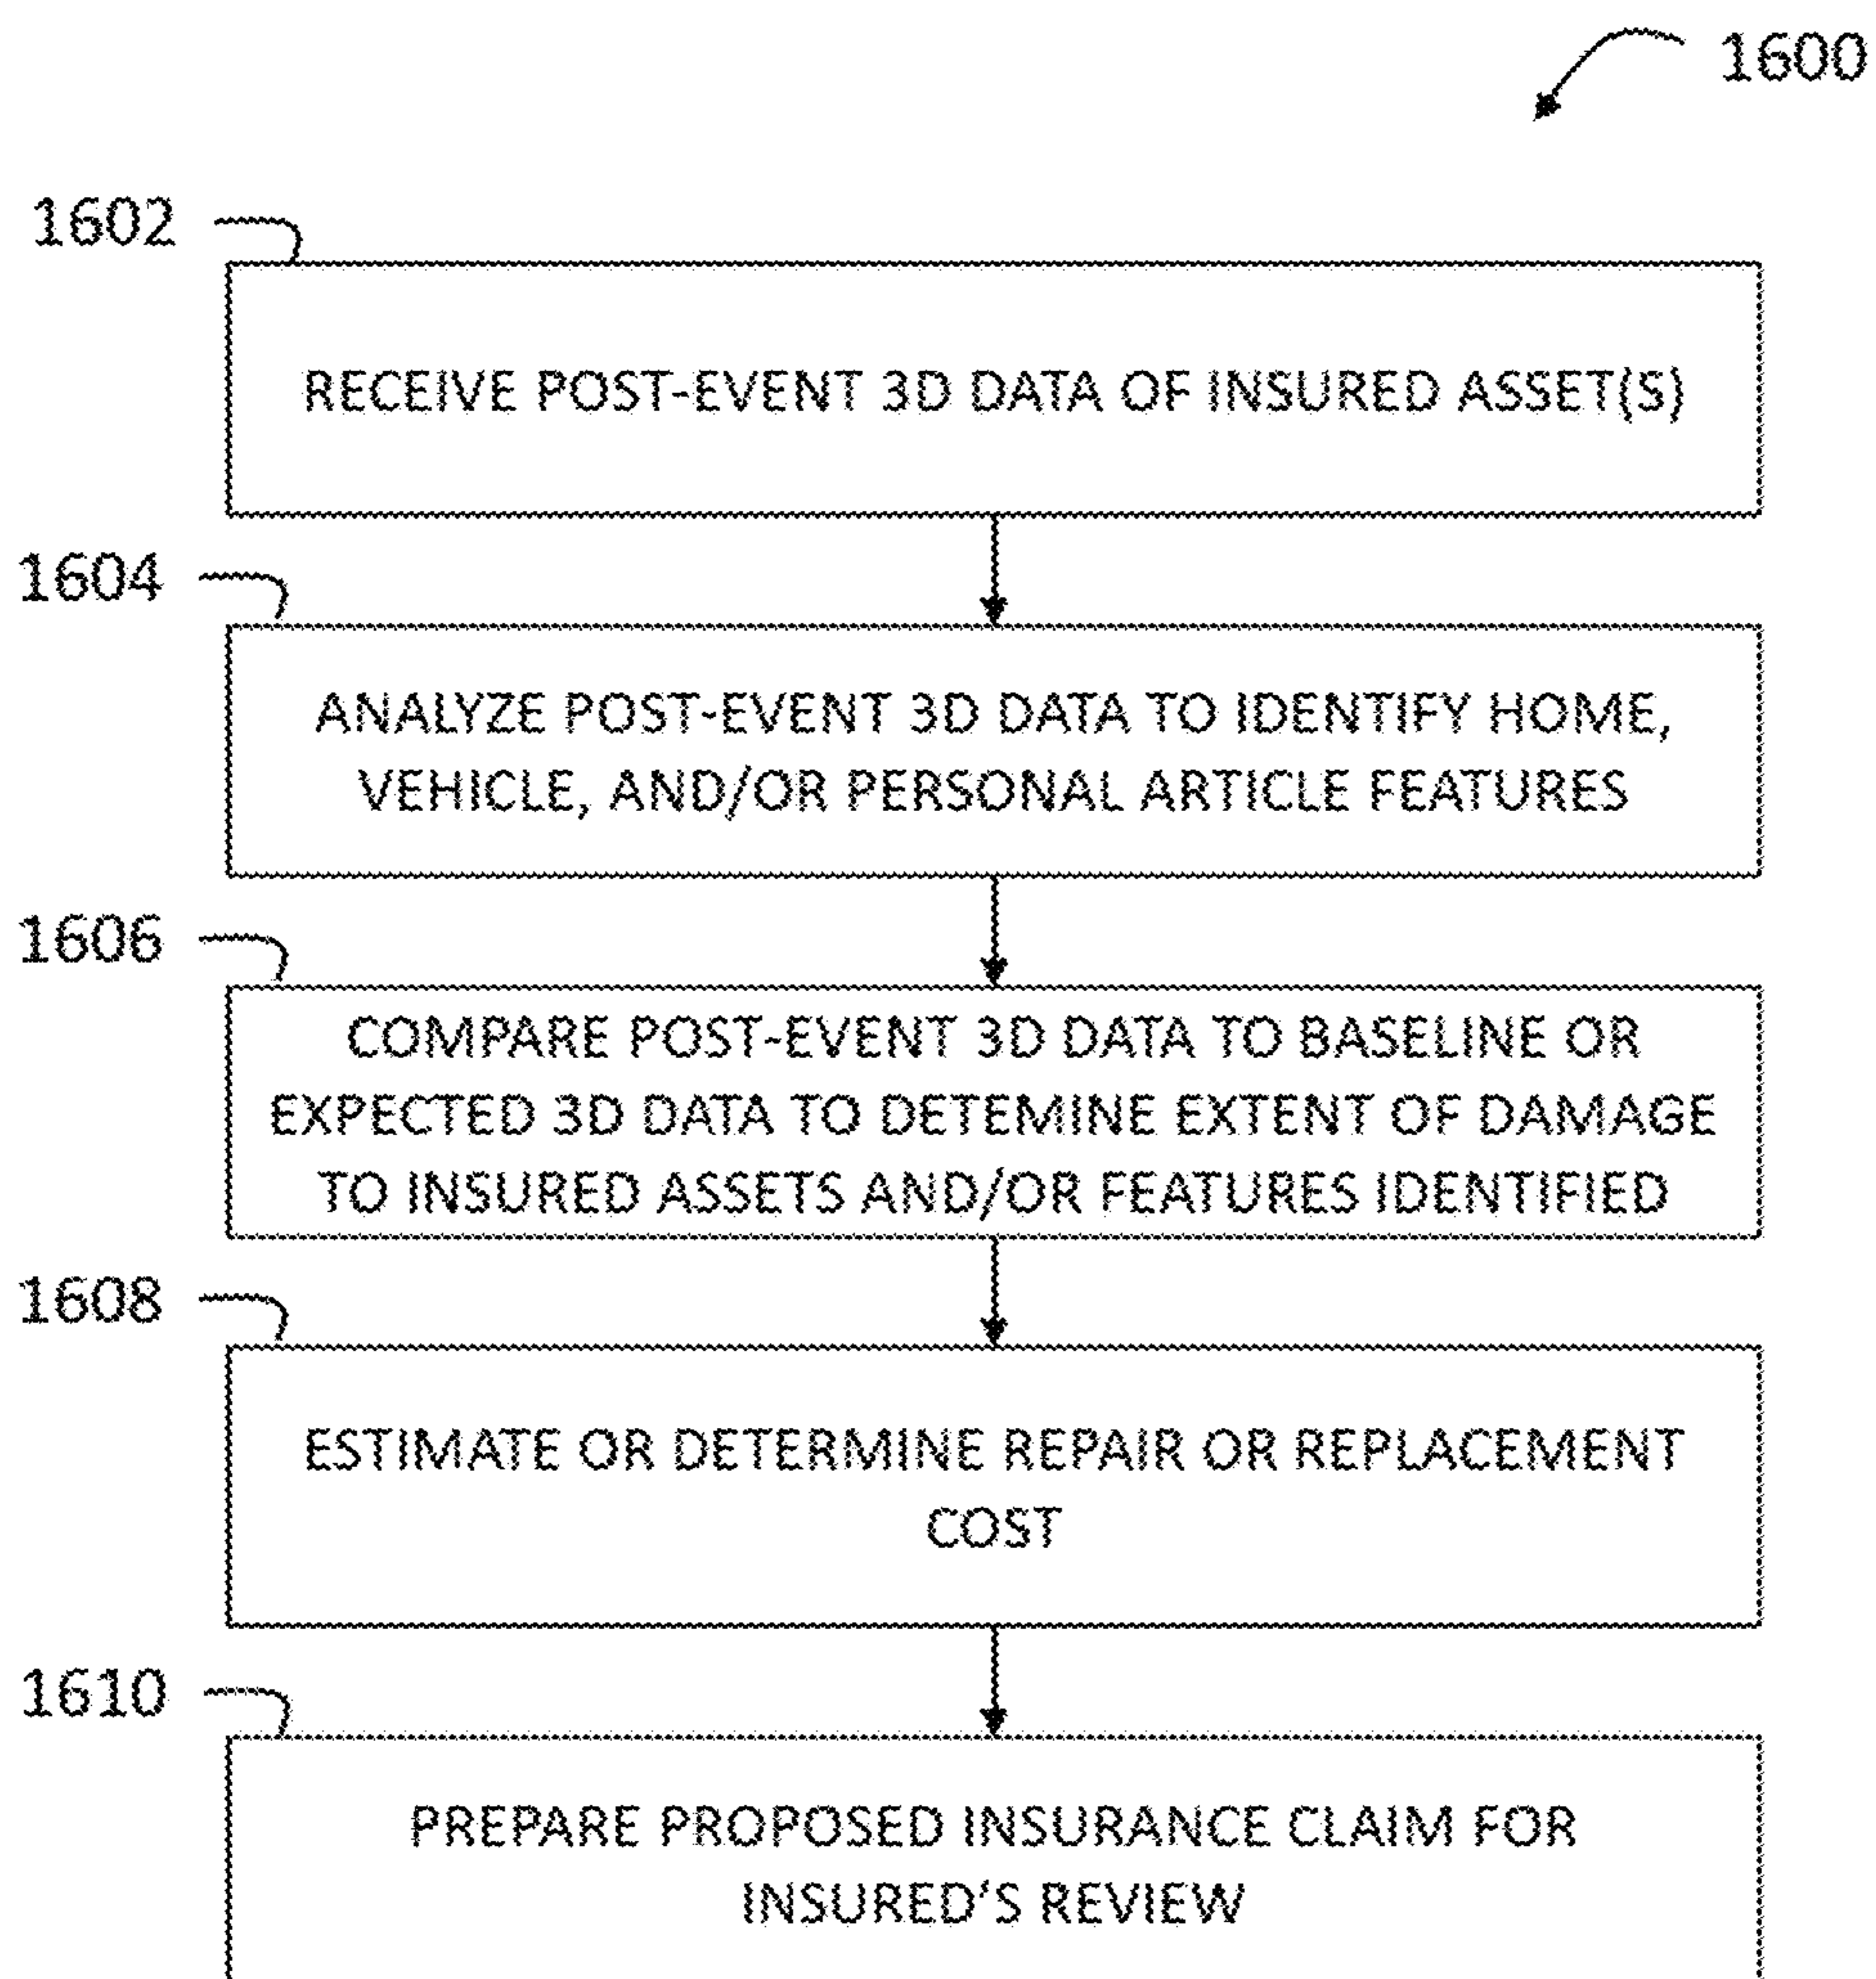 1600
1602
RECEIVE POST-EVENT 3D DATA OF INSURED ASSET(S)
1604
ANALYZE POST-EVENT 3D DATA TO IDENTIFY HOME,
VEHICLE, AND/OR PERSONAL ARTICLE FEATURES
1606
COMPARE POST-EVENT 3D DATA TO BASELINE OR
EXPECTED 3D DATA TO DETEMINE EXTENT OF DAMAGE
TO INSURED ASSETS AND/OR FEATURES IDENTIFIED
1608
ESTIMATE OR DETERMINE REPAIR OR REPLACEMENT
COST
1610
PREPARE PROPOSED INSURANCE CLAIM FOR
INSURED'S REVIEW